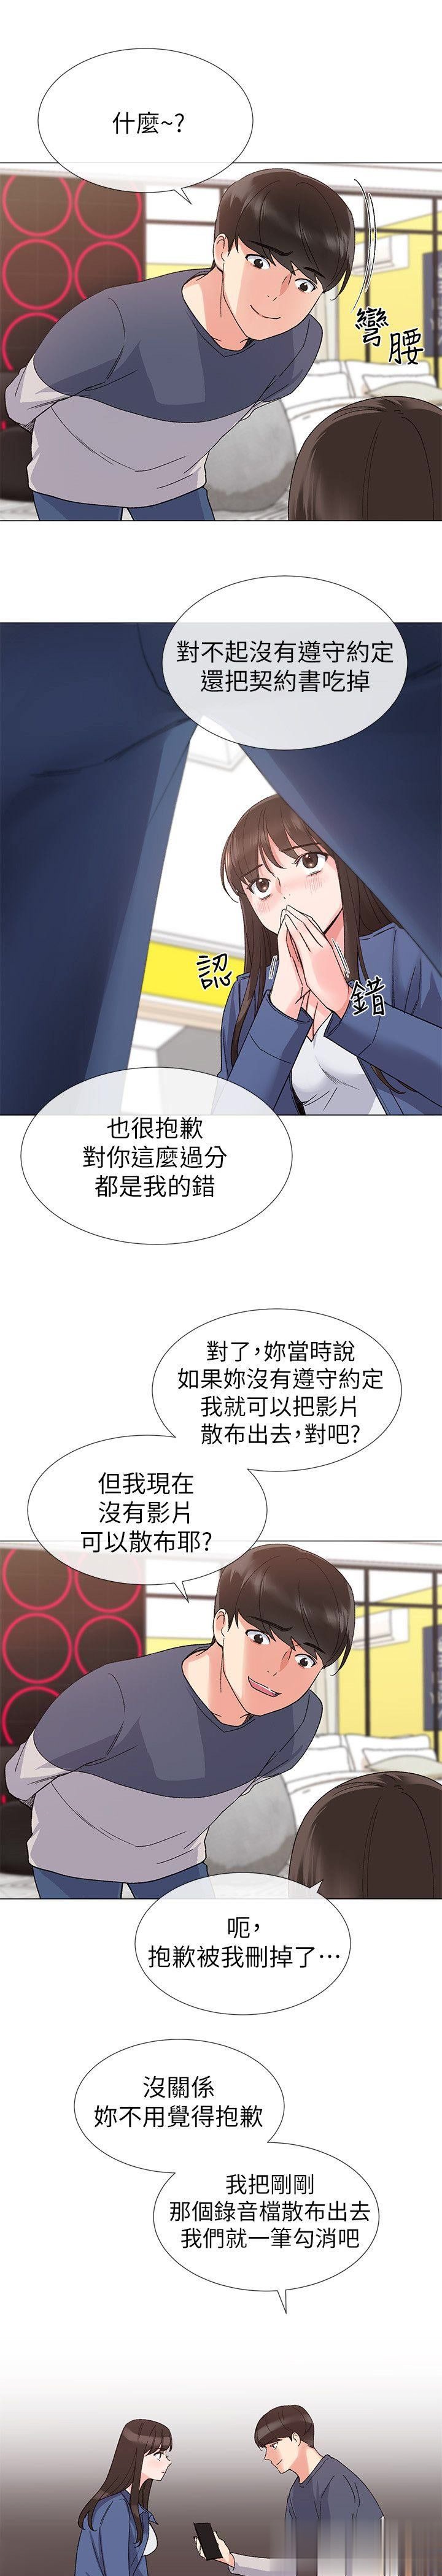 什麼~?
彎腰
對不起沒有遵守約定
還把契約書吃掉
認錯
也很抱歉
對你這麼過分
都是我的錯
對了,妳當時說
如果妳沒有遵守約定
我就可以把影片
散布出去,對吧?
但我現在
沒有影片
可以散布耶?
呃,
抱歉被我刪掉了…
沒關係
妳不用覺得抱歉
我把剛剛
那個錄音檔散布出去
我們就一筆勾消吧